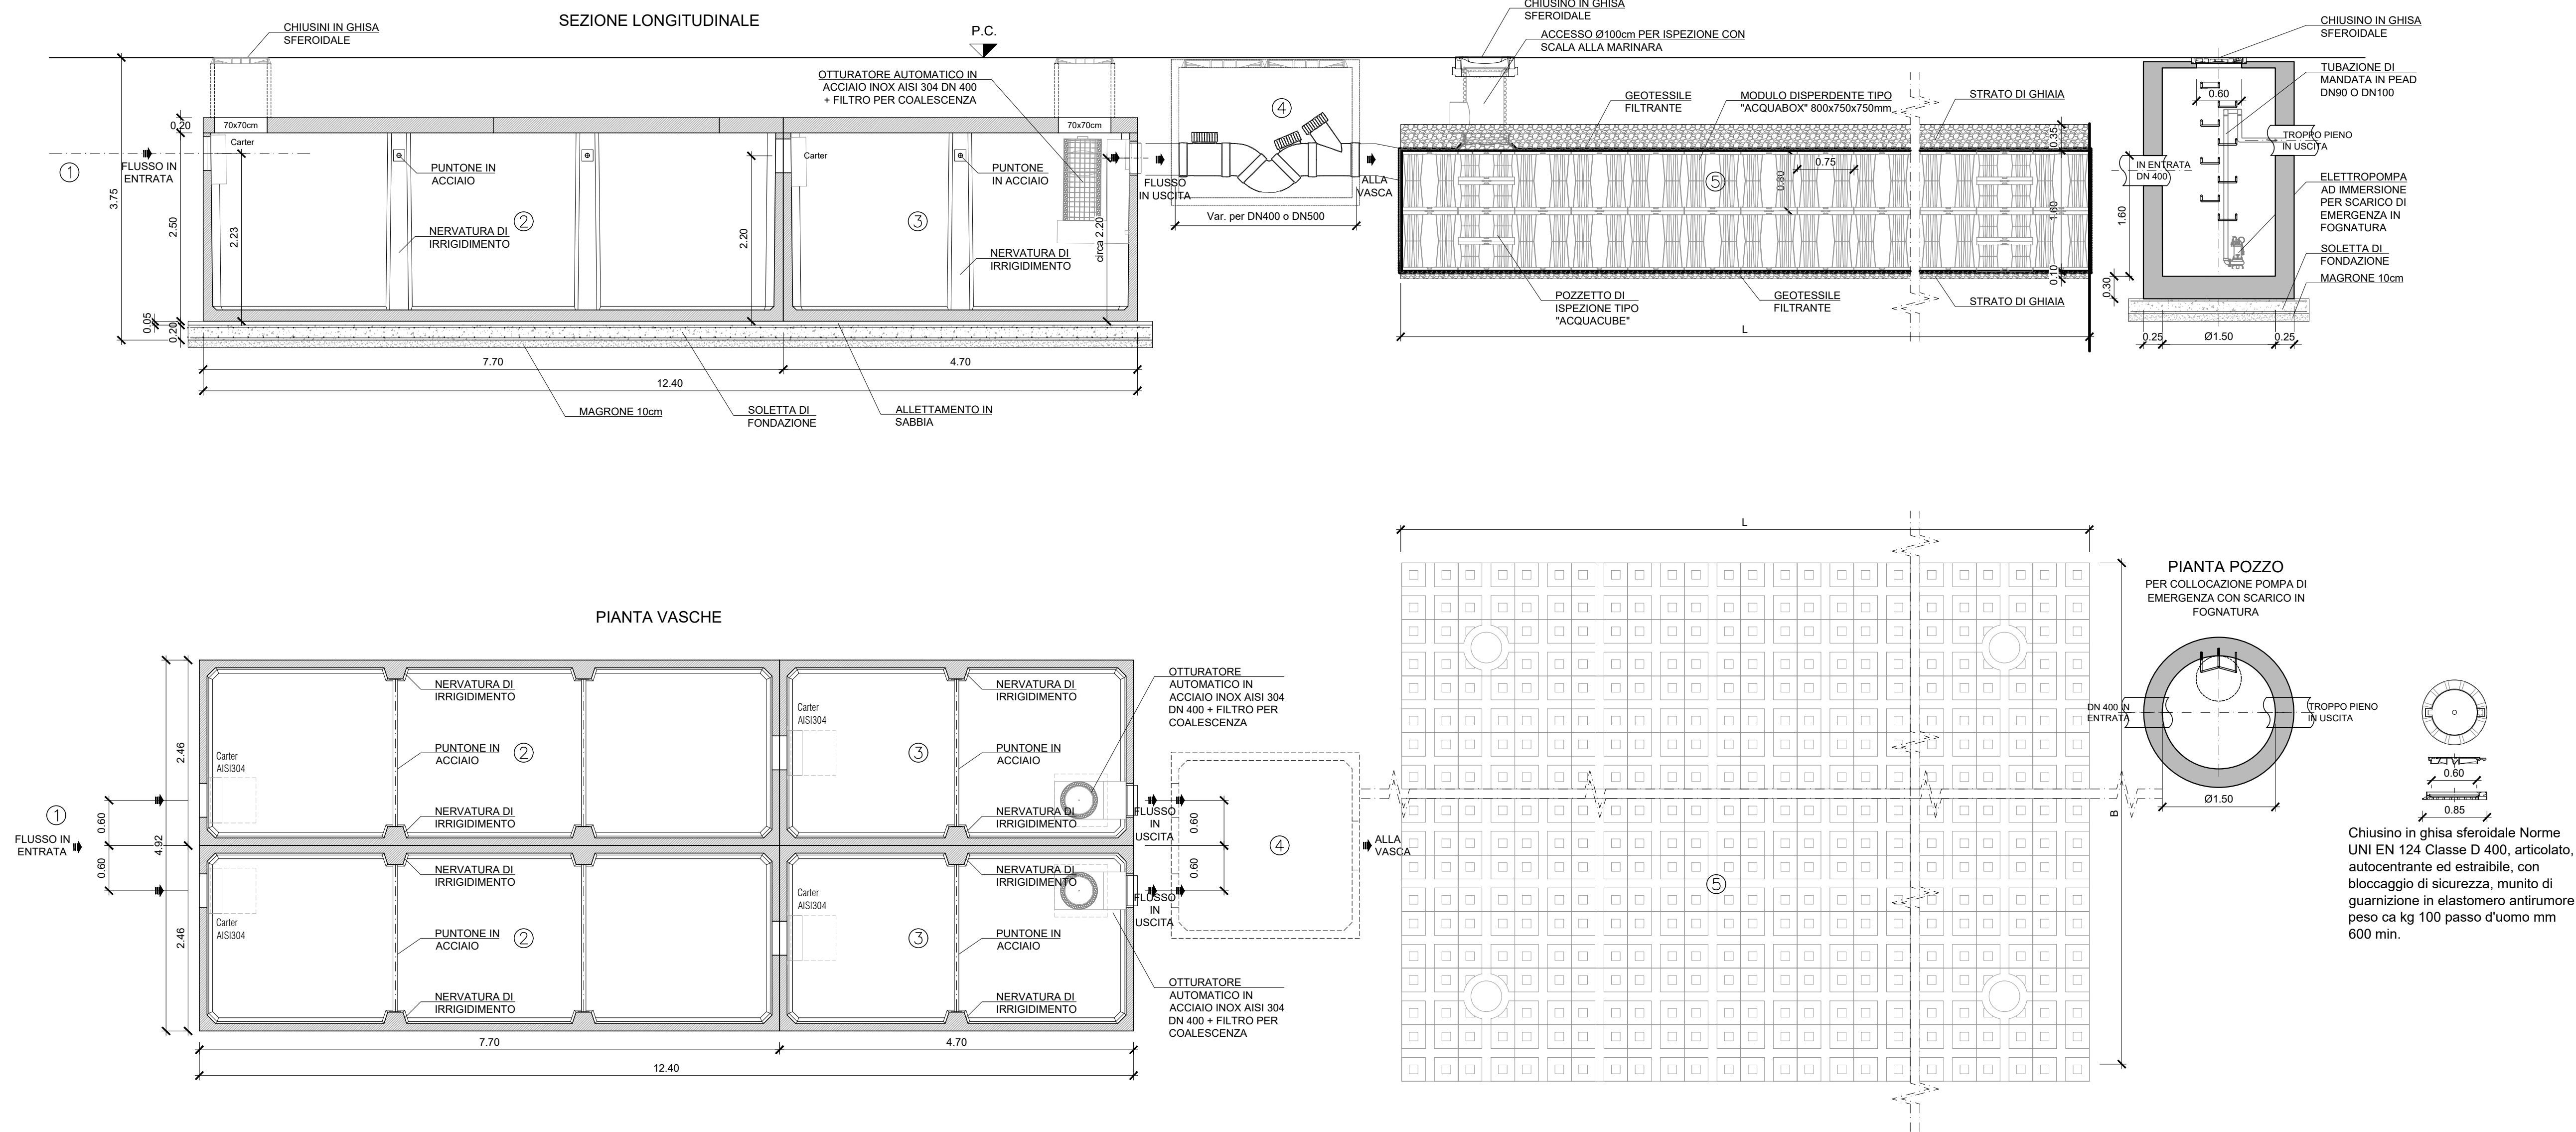 SEZIONE LONGITUDINALE
CHIUSINI IN GHISA
SFEROIDALE
P.C.
OTTURATORE AUTOMATICO IN
ACCIAIO INOX AISI 304 DN 400
+ FILTRO PER COALESCENZA
70x70cm
70x70cm
Carter
Carter
1
FLUSSO IN
ENTRATA
3.75
0.20
2.50
0.05
0.20
2.23
PUNTONE IN
ACCIAIO
NERVATURA DI
IRRIGIDIMENTO
2
2.20
PUNTONE
IN ACCIAIO
3
NERVATURA DI
IRRIGIDIMENTO
circa 2.20
FLUSSO
IN USCITA
7.70
4.70
12.40
MAGRONE 10cm
SOLETTA DI
FONDAZIONE
ALLETTAMENTO IN
SABBIA
4
Var. per DN400 o DN500
ALLA
VASCA
CHIUSINO IN GHISA
SFEROIDALE
ACCESSO Ø100cm PER ISPEZIONE CON
SCALA ALLA MARINARA
GEOTESSILE
FILTRANTE
MODULO DISPERDENTE TIPO
"ACQUABOX" 800x750x750mm
STRATO DI GHIAIA
0.35
0.75
0.80
5
1.60
0.10
POZZETTO DI
ISPEZIONE TIPO
"ACQUACUBE"
GEOTESSILE
FILTRANTE
STRATO DI GHIAIA
L
CHIUSINO IN GHISA
SFEROIDALE
TUBAZIONE DI
MANDATA IN PEAD
DN90 O DN100
0.60
TROPPO PIENO
IN USCITA
IN ENTRATA
DN 400
ELETTROPOMPA
AD IMMERSIONE
PER SCARICO DI
EMERGENZA IN
FOGNATURA
1.60
0.30
SOLETTA DI
FONDAZIONE
MAGRONE 10cm
0.25
Ø1.50
0.25
PIANTA VASCHE
1
FLUSSO IN
ENTRATA
0.60
0.60
4.92
2.46
2.46
NERVATURA DI
IRRIGIDIMENTO
PUNTONE IN
ACCIAIO
2
Carter
AISI304
NERVATURA DI
IRRIGIDIMENTO
Carter
AISI304
NERVATURA DI
IRRIGIDIMENTO
3
PUNTONE IN
ACCIAIO
NERVATURA DI
IRRIGIDIMENTO
OTTURATORE
AUTOMATICO IN
ACCIAIO INOX AISI 304
DN 400 + FILTRO PER
COALESCENZA
FLUSSO
IN
USCITA
NERVATURA DI
IRRIGIDIMENTO
Carter
AISI304
PUNTONE IN
ACCIAIO
2
NERVATURA DI
IRRIGIDIMENTO
NERVATURA DI
IRRIGIDIMENTO
Carter
AISI304
3
PUNTONE IN
ACCIAIO
NERVATURA DI
IRRIGIDIMENTO
FLUSSO
IN
USCITA
OTTURATORE
AUTOMATICO IN
ACCIAIO INOX AISI 304
DN 400 + FILTRO PER
COALESCENZA
0.60
0.60
4
ALLA
VASCA
7.70
4.70
12.40
L
5
B
PIANTA POZZO
PER COLLOCAZIONE POMPA DI
EMERGENZA CON SCARICO IN
FOGNATURA
DN 400 IN
ENTRATA
TROPPO PIENO
IN USCITA
Ø1.50
0.60
0.85
Chiusino in ghisa sferoidale Norme
UNI EN 124 Classe D 400, articolato,
autocentrante ed estraibile, con
bloccaggio di sicurezza, munito di
guarnizione in elastomero antirumore
peso ca kg 100 passo d'uomo mm
600 min.